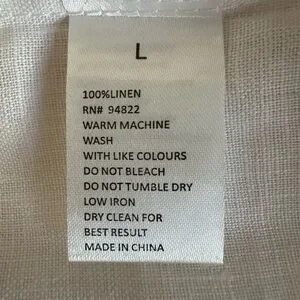 L
100%LINEN
RN# 94822
WARM MACHINE
WASH
WITH LIKE COLOURS
DO NOT BLEACH
DO NOT TUMBLE DRY
LOW IRON
DRY CLEAN FOR
BEST RESULT
MADE IN CHINA